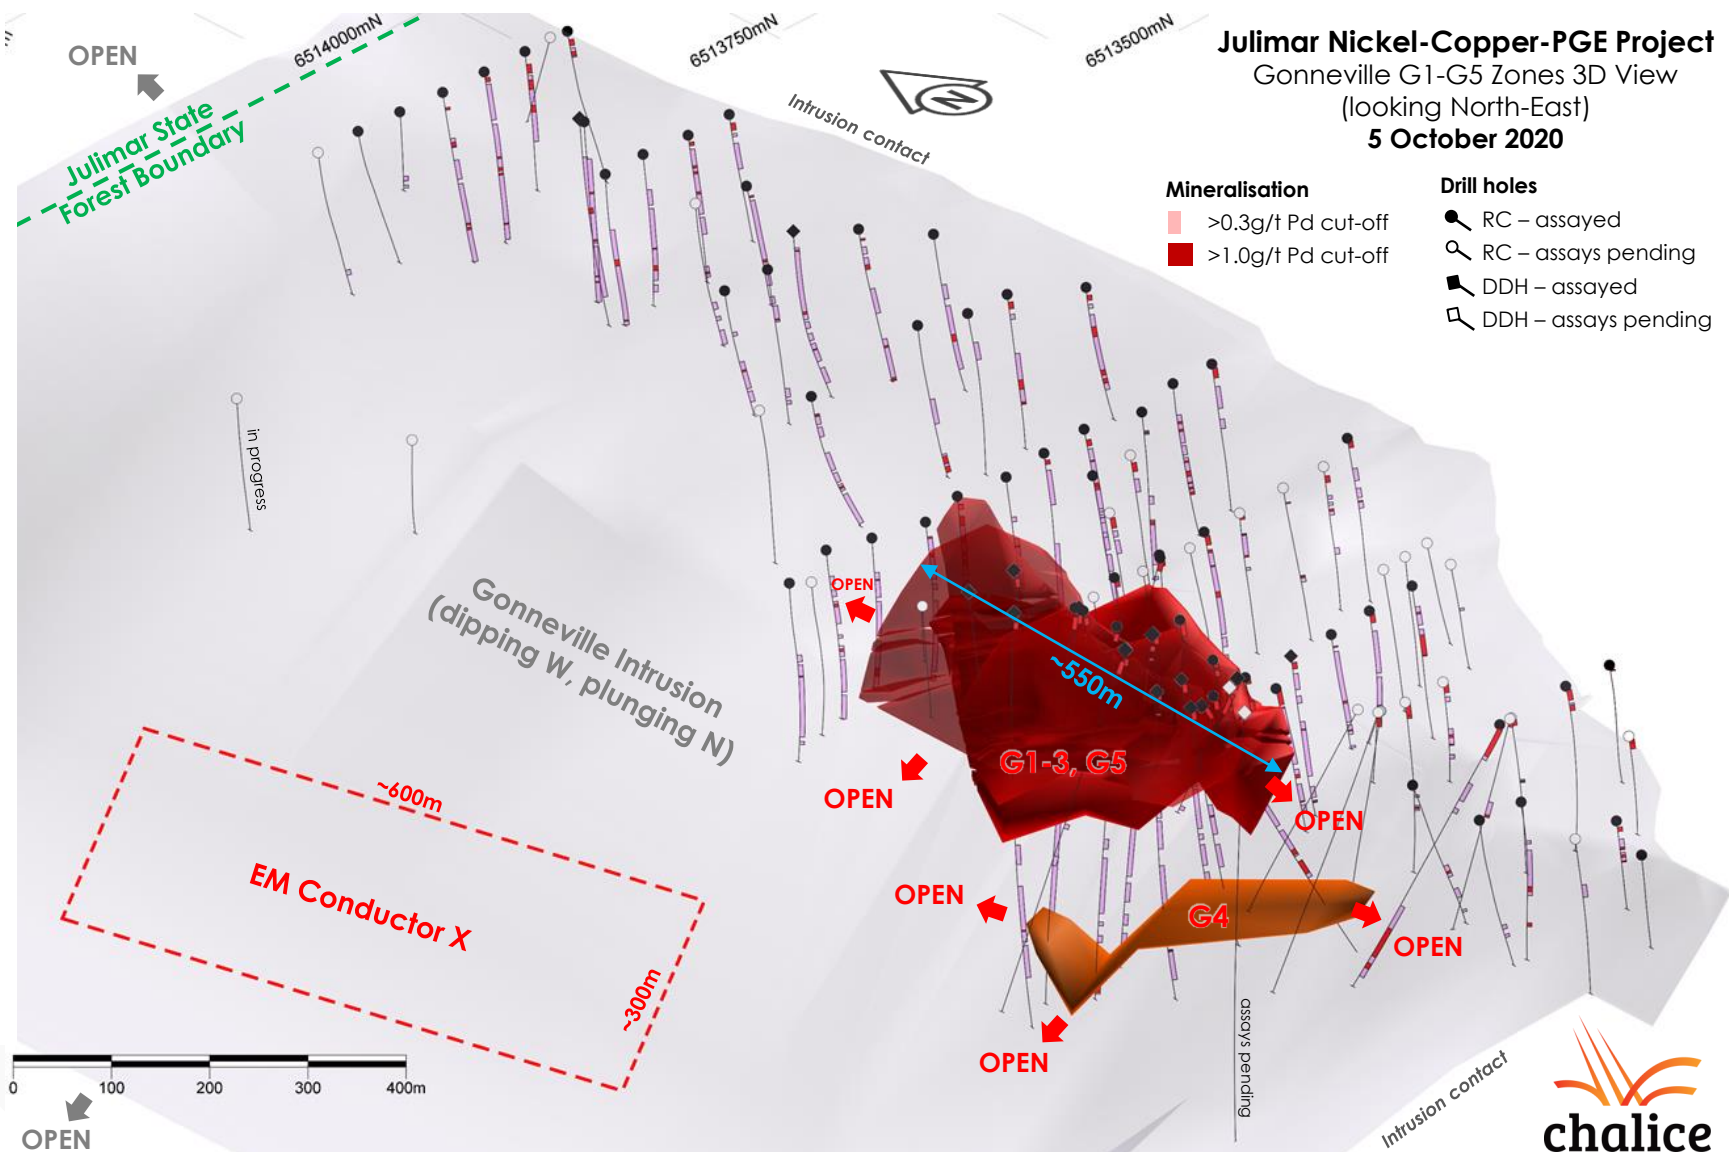 Julimar Nickel-Copper-PGE Project
Gonneville G1-G5 Zones 3D View
(looking North-East)
5 October 2020
Mineralisation
>0.3g/t Pd cut-off
>1.0g/t Pd cut-off
Drill holes
RC – assayed
RC – assays pending
DDH – assayed
DDH – assays pending
6514000mN
6513750mN
6513500mN
OPEN
Julimar State
Forest Boundary
Intrusion contact
N
in progress
Gonneville Intrusion
(dipping W, plunging N)
OPEN
~550m
G1-3, G5
OPEN
OPEN
OPEN
G4
OPEN
OPEN
assays pending
~600m
EM Conductor X
~300m
0 100 200 300 400m
OPEN
Intrusion contact
chalice